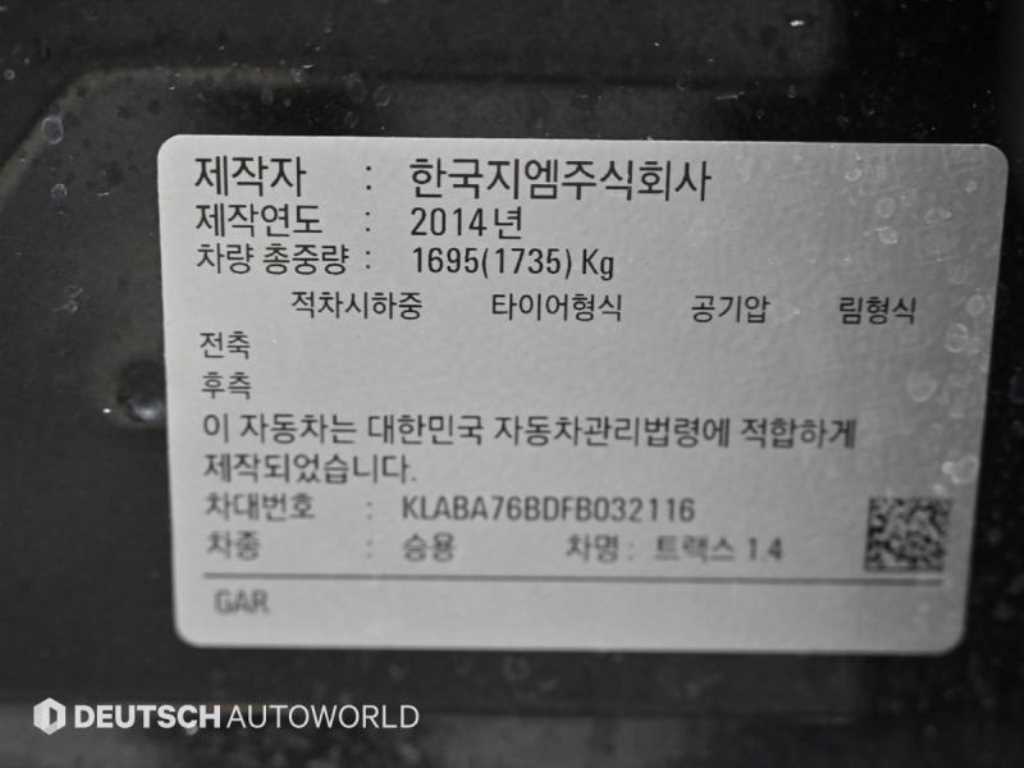 제작자 : 한국지엠주식회사
제작연도 : 2014년
차량 총중량 : 1695(1735) Kg
적차시하중 타이어형식 공기압 림형식
전축
후축
이 자동차는 대한민국 자동차관리법령에 적합하게
제작되었습니다.
차대번호 : KLABA76BDFB032116
차종 : 승용 차명 : 트랙스 1.4
GAR
DEUTSCH AUTOWORLD